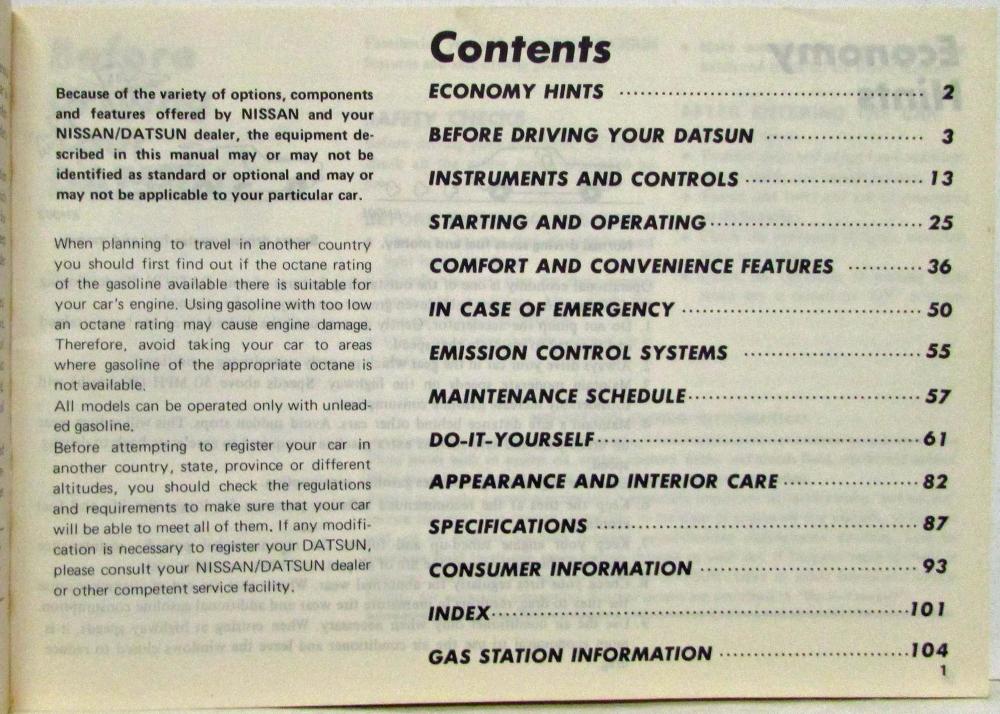 Because of the variety of options, components
and features offered by NISSAN and your
NISSAN/DATSUN dealer, the equipment de-
scribed in this manual may or may not be
identified as standard or optional and may or
may not be applicable to your particular car.
When planning to travel in another country
you should first find out if the octane rating
of the gasoline available there is suitable for
your car's engine. Using gasoline with too low
an octane rating may cause engine damage.
Therefore, avoid taking your car to areas
where gasoline of the appropriate octane is
not available.
All models can be operated only with unlead-
ed gasoline.
Before attempting to register your car in
another country, state, province or different
altitudes, you should check the regulations
and requirements to make sure that your car
will be able to meet all of them. If any modifi-
cation is necessary to register your DATSUN,
please consult your NISSAN/DATSUN dealer
or other competent service facility.
Contents
ECONOMY HINTS 2
BEFORE DRIVING YOUR DATSUN 3
INSTRUMENTS AND CONTROLS 13
STARTING AND OPERATING 25
COMFORT AND CONVENIENCE FEATURES 36
IN CASE OF EMERGENCY 50
EMISSION CONTROL SYSTEMS 55
MAINTENANCE SCHEDULE 57
DO-IT-YOURSELF 61
APPEARANCE AND INTERIOR CARE 82
SPECIFICATIONS 87
CONSUMER INFORMATION 93
INDEX 101
GAS STATION INFORMATION 104
1